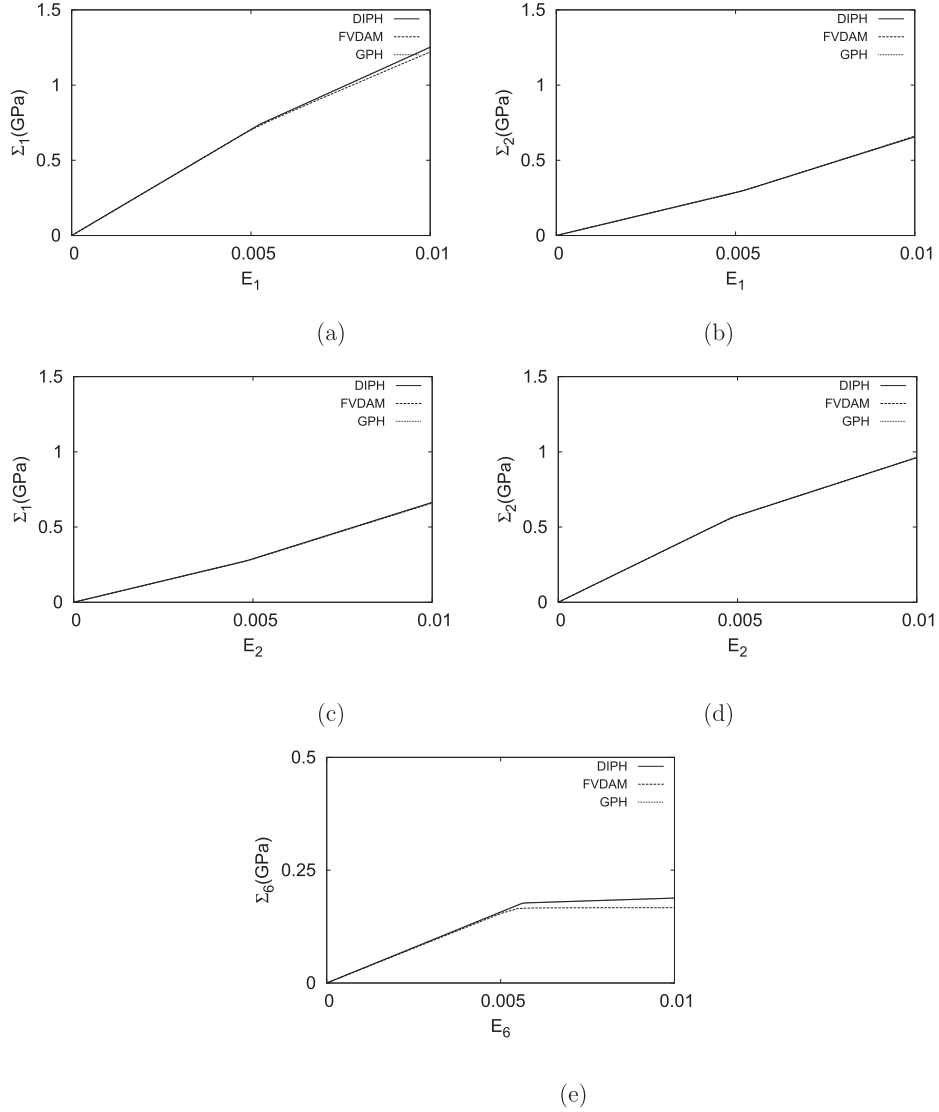 1.5
DIPH
FVDAM
GPH
1
0.5
0
Σ1(GPa)
0
0.005
0.01
E1
(a)
1.5
DIPH
FVDAM
GPH
1
0.5
0
Σ2(GPa)
0
0.005
0.01
E1
(b)
1.5
DIPH
FVDAM
GPH
1
0.5
0
Σ1(GPa)
0
0.005
0.01
E2
(c)
1.5
DIPH
FVDAM
GPH
1
0.5
0
Σ2(GPa)
0
0.005
0.01
E2
(d)
0.5
DIPH
FVDAM
GPH
0.25
0
Σ6(GPa)
0
0.005
0.01
E6
(e)